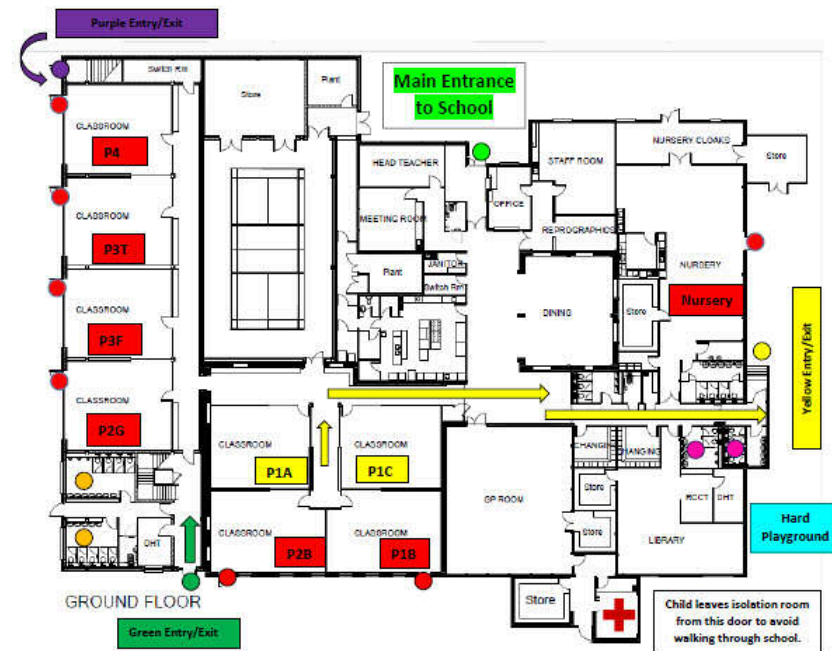 Purple Entry/Exit
Switch Rm
Store
Plant
Main Entrance
to School
CLASSROOM
P4
HEAD TEACHER
STAFF ROOM
NURSERY CLOAKS
Store
OFFICE
CLASSROOM
P3T
MEETING ROOM
REPROGRAPHICS
JANITOR
Plant
Switch Rm
NURSERY
Nursery
CLASSROOM
P3F
DINING
Store
Yellow Entry/Exit
CLASSROOM
P2G
CLASSROOM
P1A
CLASSROOM
P1C
CHANGING
CHANGING
GP ROOM
Store
RCCT
DHT
Hard
Playground
CLASSROOM
P2B
CLASSROOM
P1B
Store
LIBRARY
DHT
GROUND FLOOR
Store
Child leaves isolation room
from this door to avoid
walking through school.
Green Entry/Exit